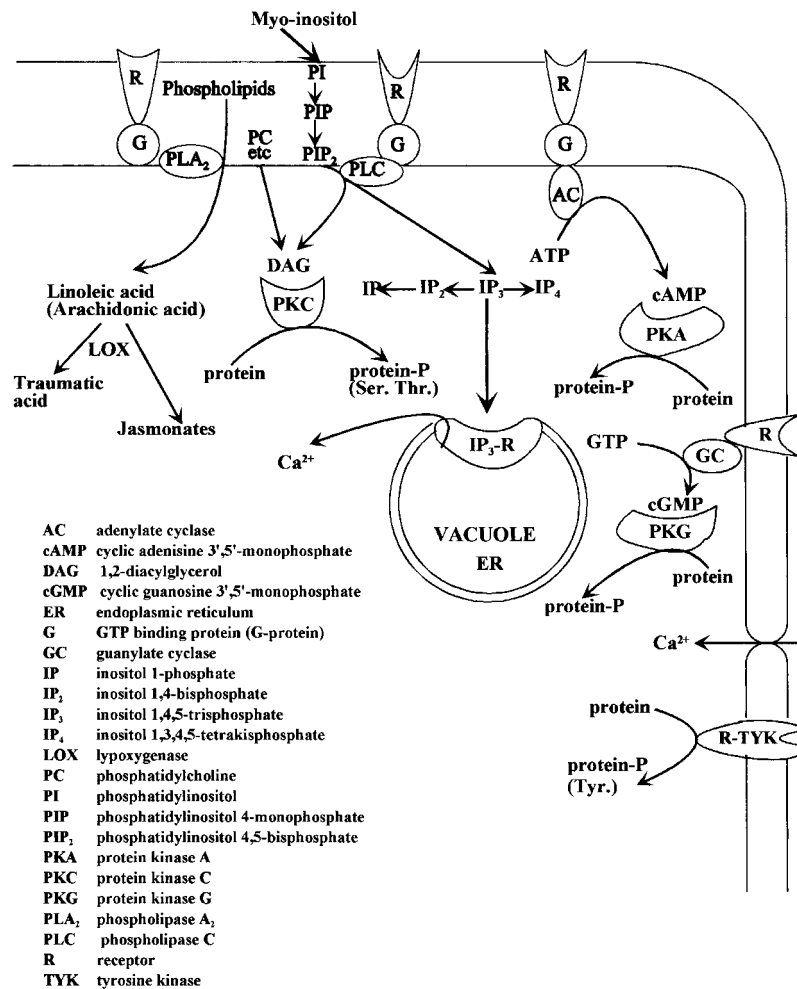 Myo-inositol
PI
PIP
PIP₂
R
G
PLA₂
Phospholipids
PC
etc
R
G
PLC
R
G
AC
ATP
cAMP
PKA
protein-P
protein
Linoleic acid
(Arachidonic acid)
LOX
Traumatic
acid
Jasmonates
DAG
PKC
protein
protein-P
(Ser. Thr.)
IP
IP₂
IP₃
IP₄
IP₃-R
Ca²⁺
VACUOLE
ER
GTP
GC
R
cGMP
PKG
protein-P
protein
Ca²⁺
protein
R-TYK
protein-P
(Tyr.)
AC adenylate cyclase
cAMP cyclic adenisine 3',5'-monophosphate
DAG 1,2-diacylglycerol
cGMP cyclic guanosine 3',5'-monophosphate
ER endoplasmic reticulum
G GTP binding protein (G-protein)
GC guanylate cyclase
IP inositol 1-phosphate
IP₂ inositol 1,4-bisphosphate
IP₃ inositol 1,4,5-trisphosphate
IP₄ inositol 1,3,4,5-tetrakisphosphate
LOX lypoxygenase
PC phosphatidylcholine
PI phosphatidylinositol
PIP phosphatidylinositol 4-monophosphate
PIP₂ phosphatidylinositol 4,5-bisphosphate
PKA protein kinase A
PKC protein kinase C
PKG protein kinase G
PLA₂ phospholipase A₂
PLC phospholipase C
R receptor
TYK tyrosine kinase